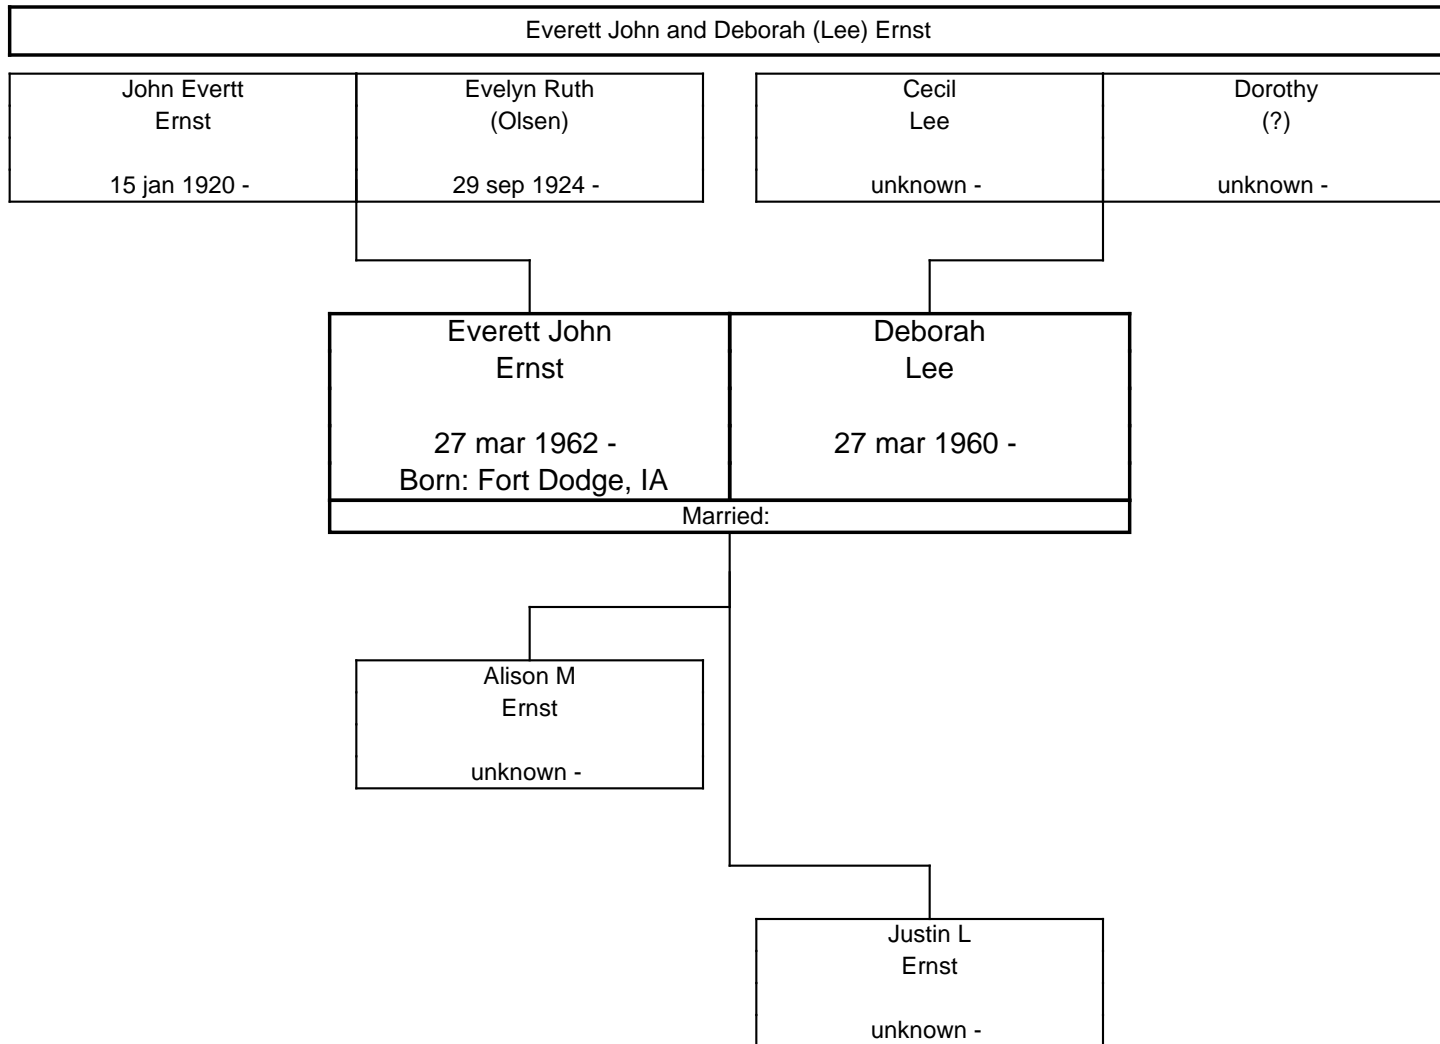 Everett John and Deborah (Lee) Ernst
John Evertt
Ernst
15 jan 1920 -
Evelyn Ruth
(Olsen)
29 sep 1924 -
Cecil
Lee
unknown -
Dorothy
(?)
unknown -
Everett John
Ernst
27 mar 1962 -
Born: Fort Dodge, IA
Deborah
Lee
27 mar 1960 -
Married:
Alison M
Ernst
unknown -
Justin L
Ernst
unknown -